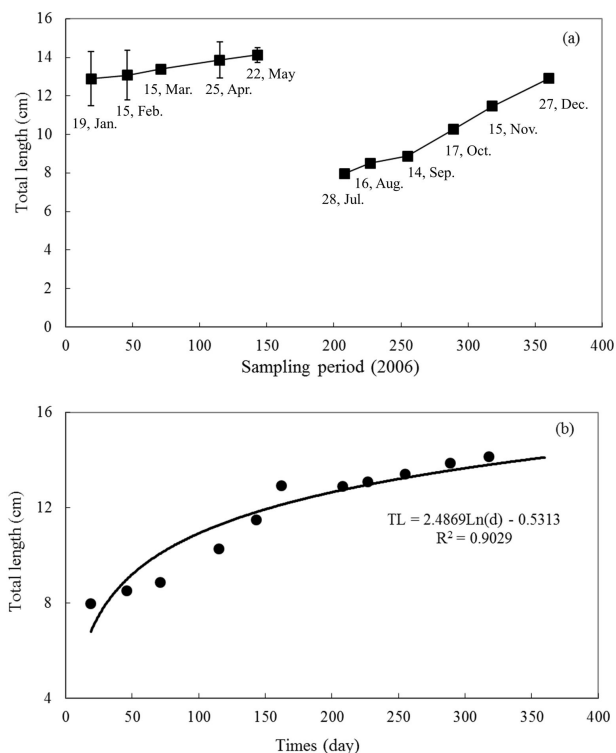 16
(a)
14
12
10
8
6
4
2
0
Total length (cm)
19, Jan.
15, Feb.
15, Mar.
25, Apr.
22, May
28, Jul.
16, Aug.
14, Sep.
17, Oct.
15, Nov.
27, Dec.
0 50 100 150 200 250 300 350 400
Sampling period (2006)
16
(b)
12
8
4
Total length (cm)
TL = 2.4869Ln(d) - 0.5313
R² = 0.9029
0 50 100 150 200 250 300 350 400
Times (day)